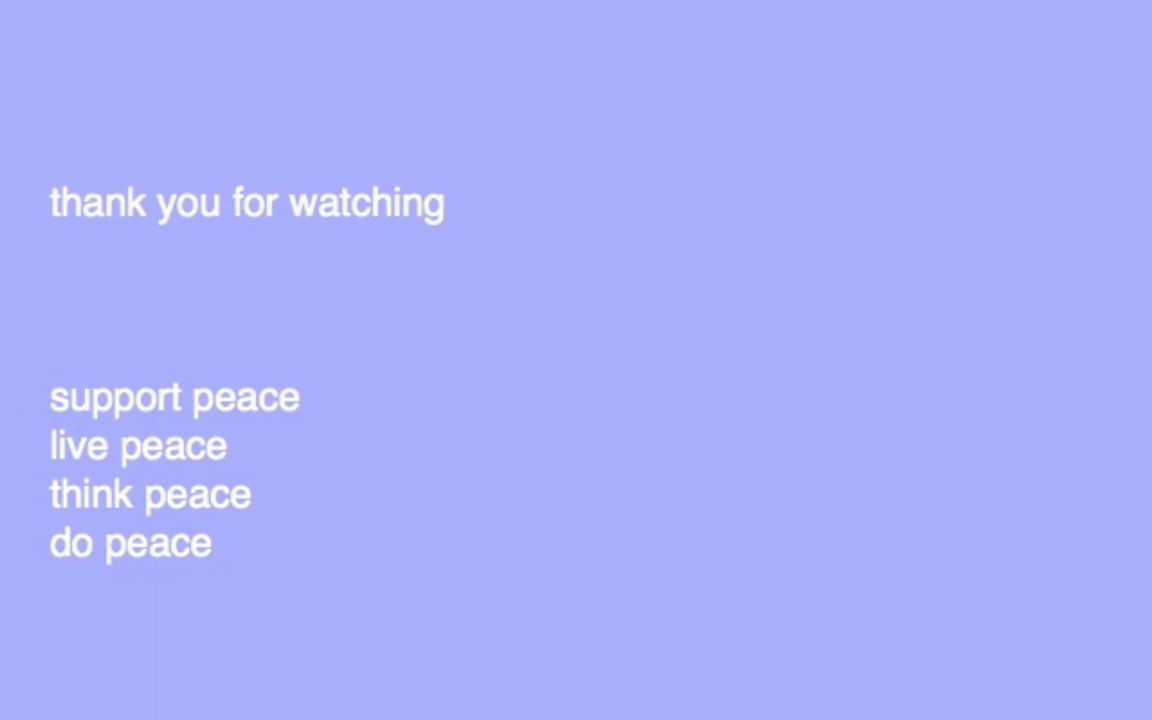 thank you for watching
support peace
live peace
think peace
do peace